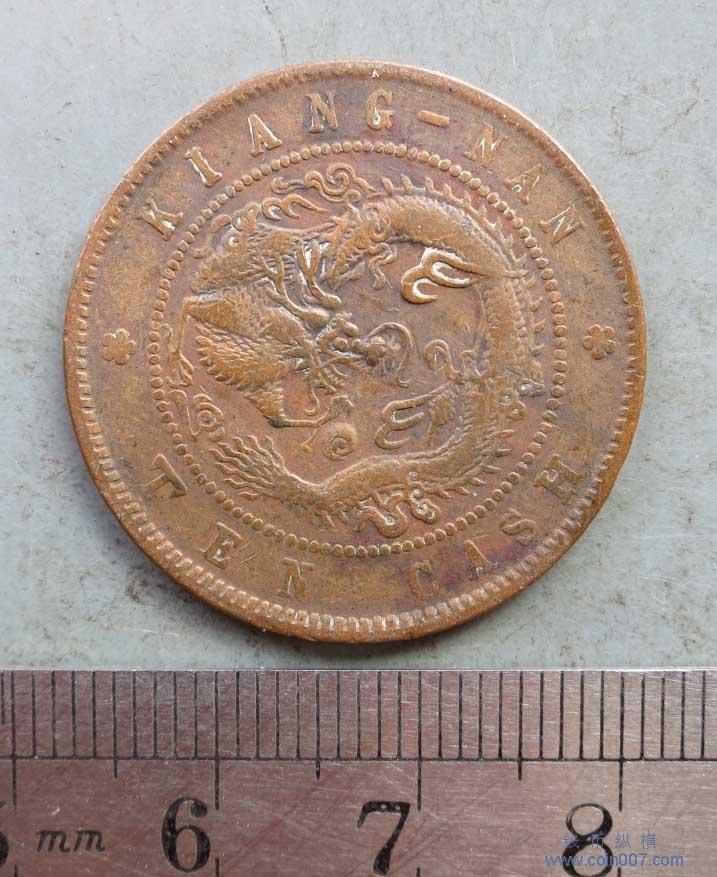 KIANG-NAN
TEN CASH
mm 6 7 8
钱币纵横
www.coin007.com